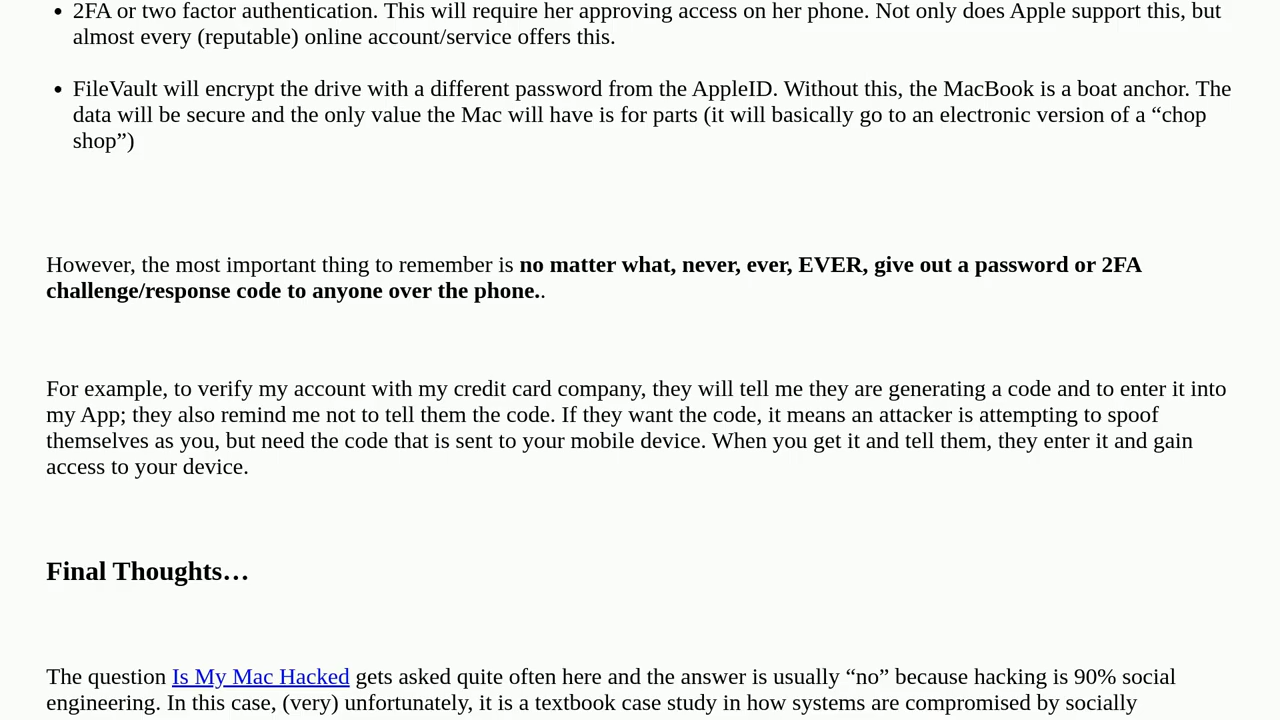 • 2FA or two factor authentication. This will require her approving access on her phone. Not only does Apple support this, but
almost every (reputable) online account/service offers this.
• FileVault will encrypt the drive with a different password from the AppleID. Without this, the MacBook is a boat anchor. The
data will be secure and the only value the Mac will have is for parts (it will basically go to an electronic version of a “chop
shop”)
However, the most important thing to remember is no matter what, never, ever, EVER, give out a password or 2FA
challenge/response code to anyone over the phone..
For example, to verify my account with my credit card company, they will tell me they are generating a code and to enter it into
my App; they also remind me not to tell them the code. If they want the code, it means an attacker is attempting to spoof
themselves as you, but need the code that is sent to your mobile device. When you get it and tell them, they enter it and gain
access to your device.
Final Thoughts…
The question Is My Mac Hacked gets asked quite often here and the answer is usually “no” because hacking is 90% social
engineering. In this case, (very) unfortunately, it is a textbook case study in how systems are compromised by socially